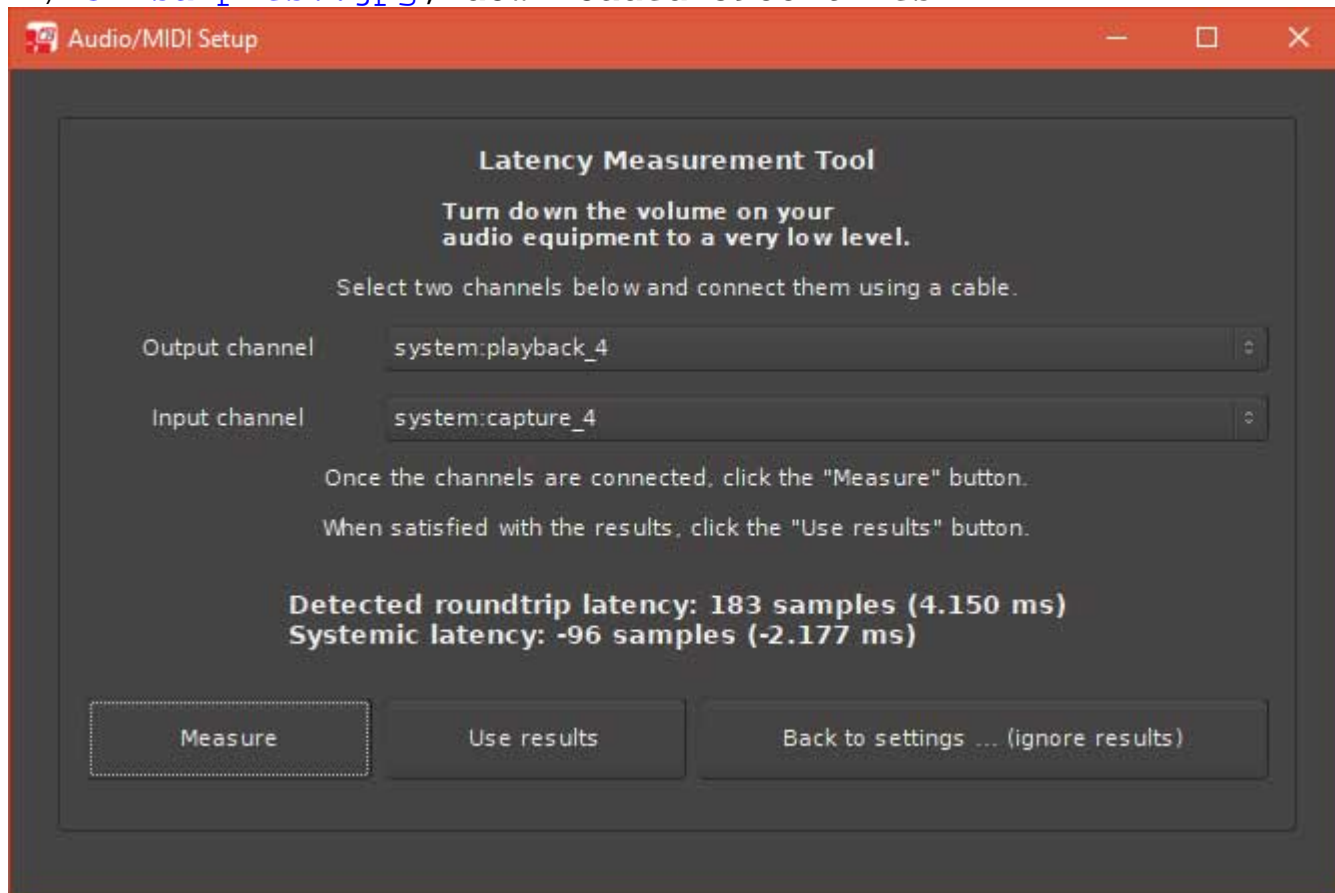 Audio/MIDI Setup
Latency Measurement Tool
Turn down the volume on your
audio equipment to a very low level.
Select two channels below and connect them using a cable.
Output channel system:playback_4
Input channel system:capture_4
Once the channels are connected, click the "Measure" button.
When satisfied with the results, click the "Use results" button.
Detected roundtrip latency: 183 samples (4.150 ms)
Systemic latency: -96 samples (-2.177 ms)
Measure Use results Back to settings ... (ignore results)